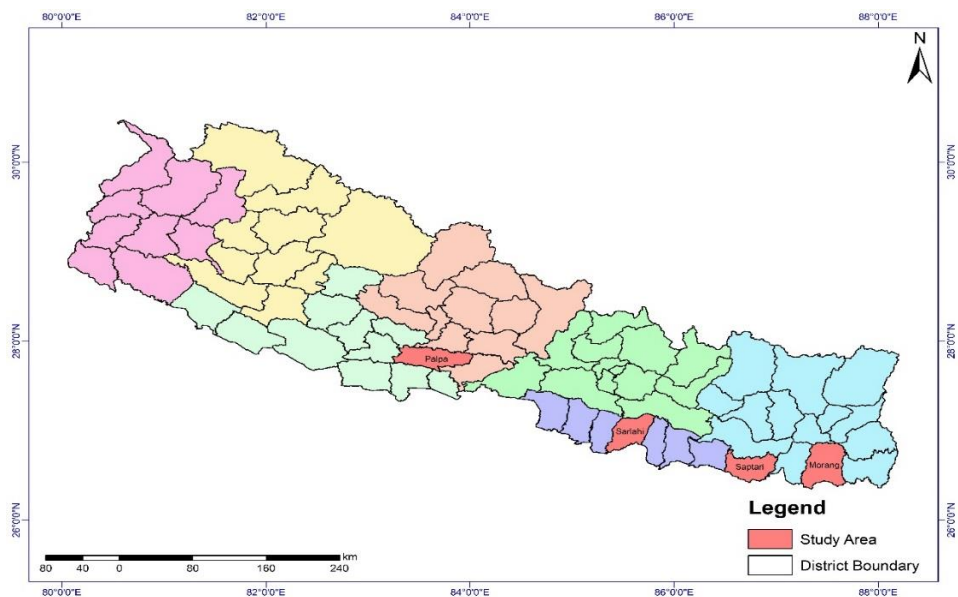 80°0'0"E 82°0'0"E 84°0'0"E 86°0'0"E 88°0'0"E
N
30°0'0"N 30°0'0"N
28°0'0"N 28°0'0"N
Palpa
Sarlahi
Saptari
Morang
26°0'0"N 26°0'0"N
Legend
Study Area
District Boundary
km
80 40 0 80 160 240
80°0'0"E 82°0'0"E 84°0'0"E 86°0'0"E 88°0'0"E